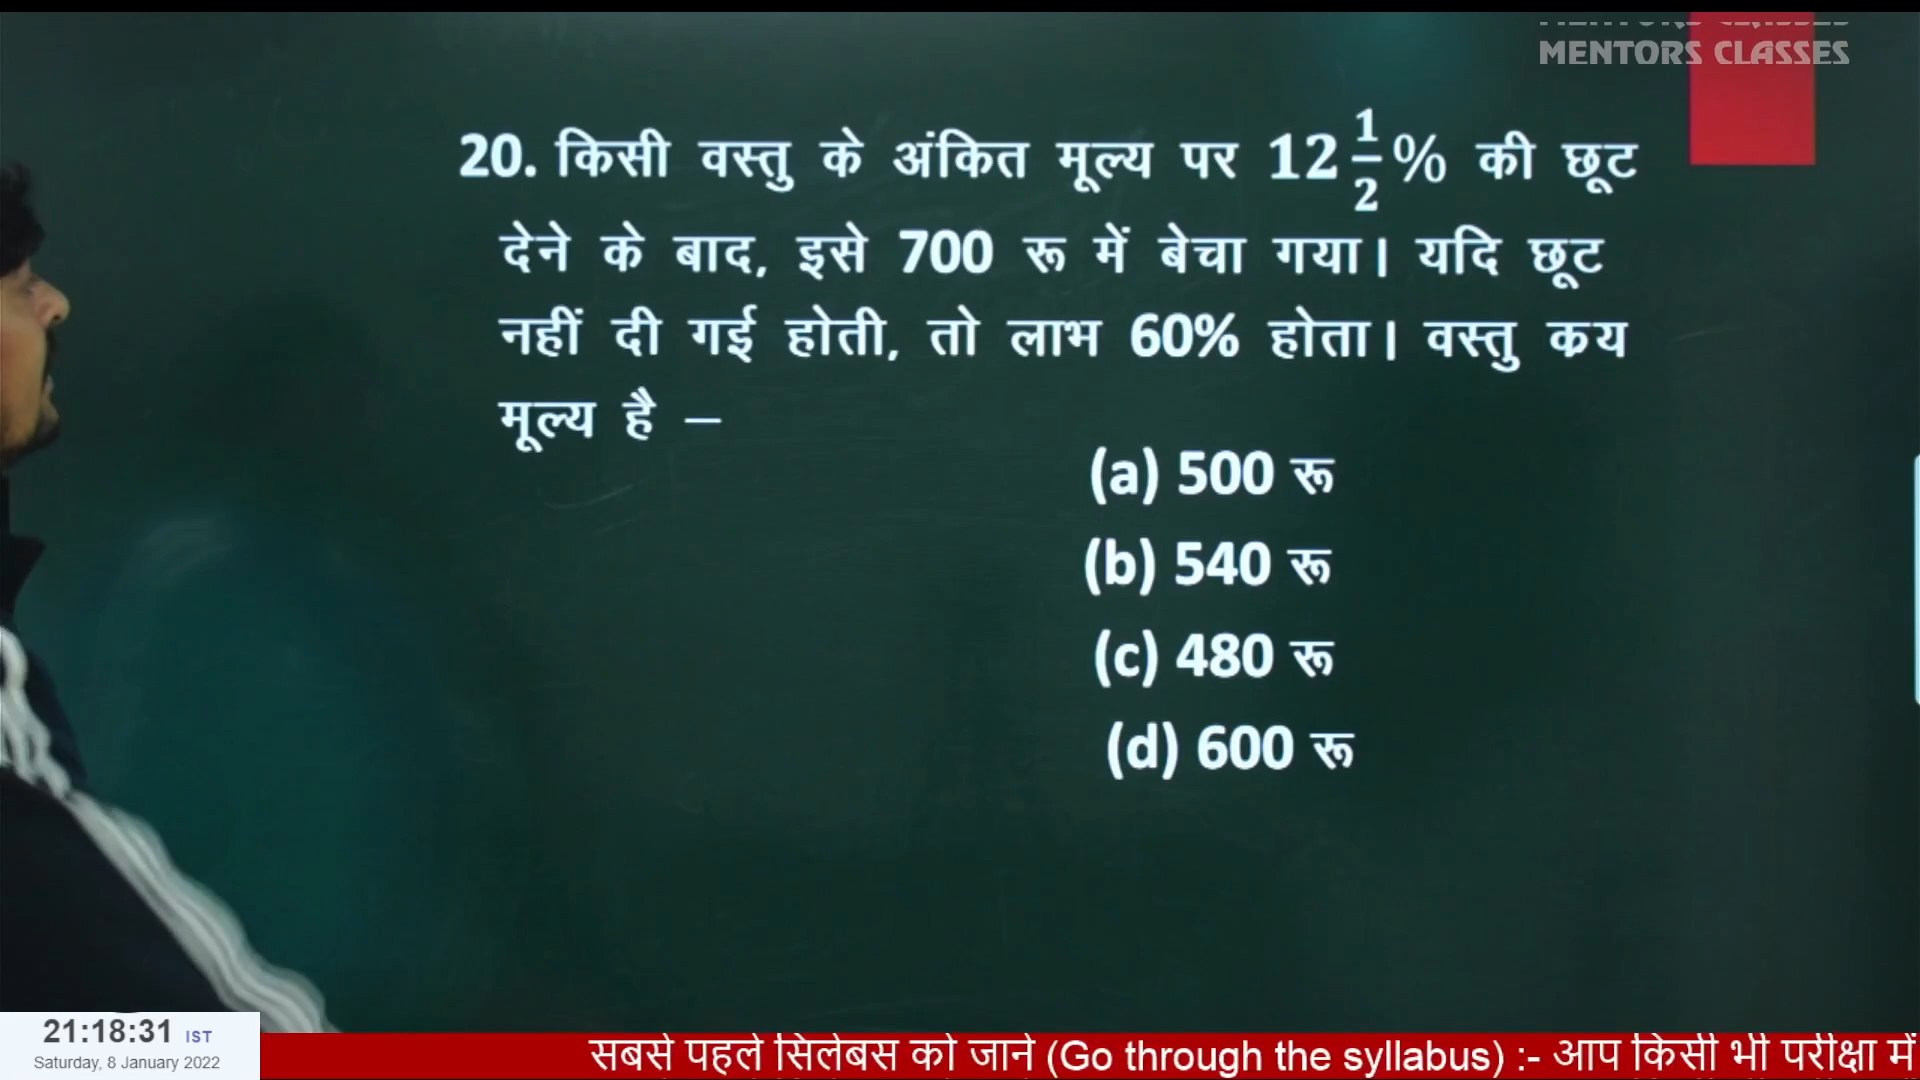 MENTORS CLASSES
20. किसी वस्तु के अंकित मूल्य पर 12 1/2 % की छूट
देने के बाद, इसे 700 रू में बेचा गया। यदि छूट
नहीं दी गई होती, तो लाभ 60% होता। वस्तु कय
मूल्य है –
(a) 500 रू
(b) 540 रू
(c) 480 रू
(d) 600 रू
21:18:31 IST
Saturday, 8 January 2022
सबसे पहले सिलेबस को जाने (Go through the syllabus) :- आप किसी भी परीक्षा में